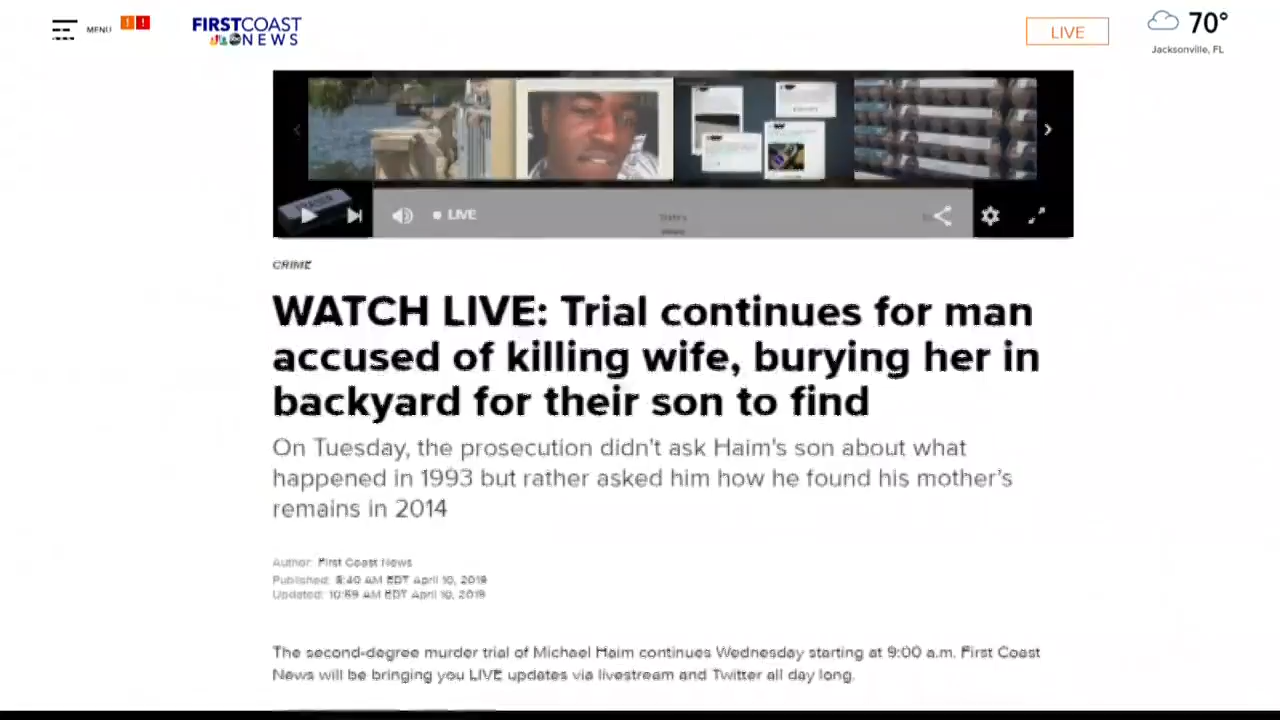 MENU
! !
FIRSTCOAST
NEWS
LIVE
70°
Jacksonville, FL
LIVE
CRIME
WATCH LIVE: Trial continues for man
accused of killing wife, burying her in
backyard for their son to find
On Tuesday, the prosecution didn't ask Haim's son about what
happened in 1993 but rather asked him how he found his mother's
remains in 2014
Author: First Coast News
Published: 8:40 AM EDT April 10, 2019
Updated: 10:59 AM EDT April 10, 2019
The second-degree murder trial of Michael Haim continues Wednesday starting at 9:00 a.m. First Coast
News will be bringing you LIVE updates via livestream and Twitter all day long.